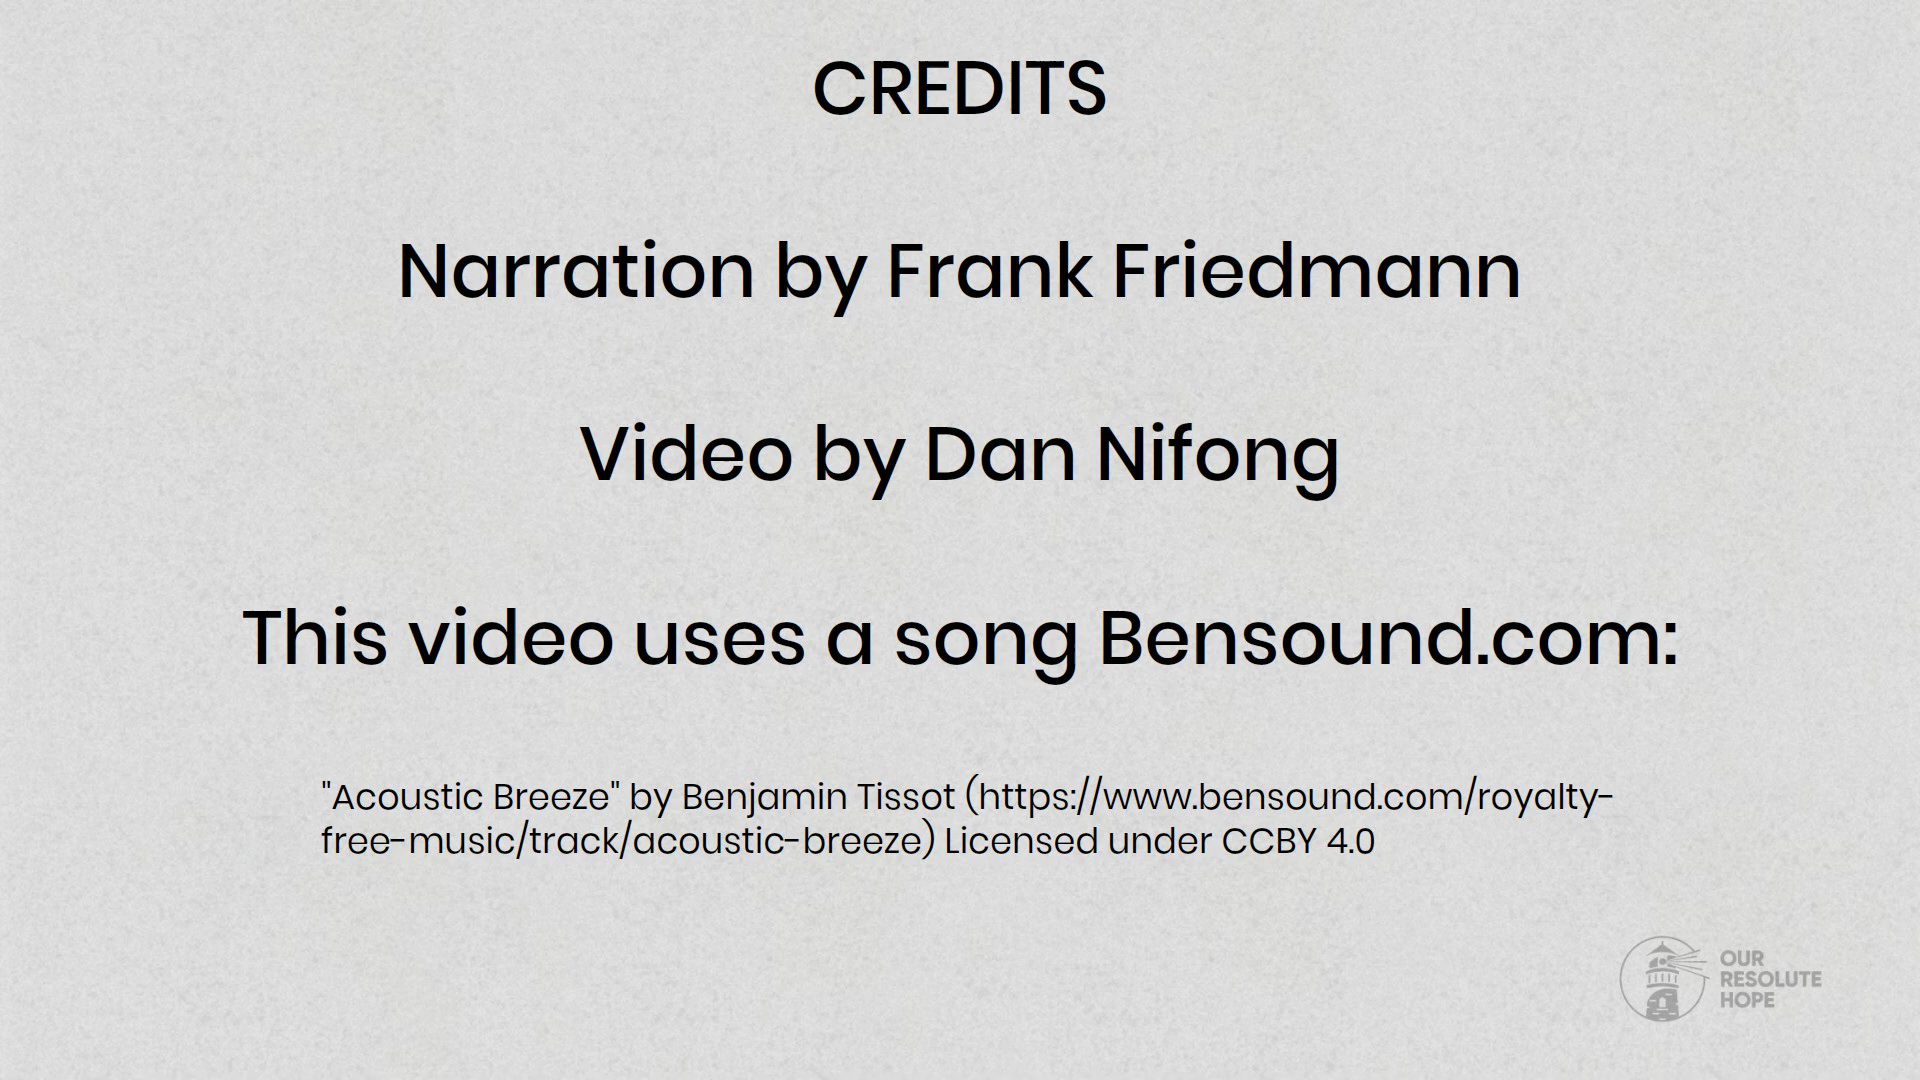 CREDITS
Narration by Frank Friedmann
Video by Dan Nifong
This video uses a song Bensound.com:
"Acoustic Breeze" by Benjamin Tissot (https://www.bensound.com/royalty-
free-music/track/acoustic-breeze) Licensed under CCBY 4.0
OUR
RESOLUTE
HOPE